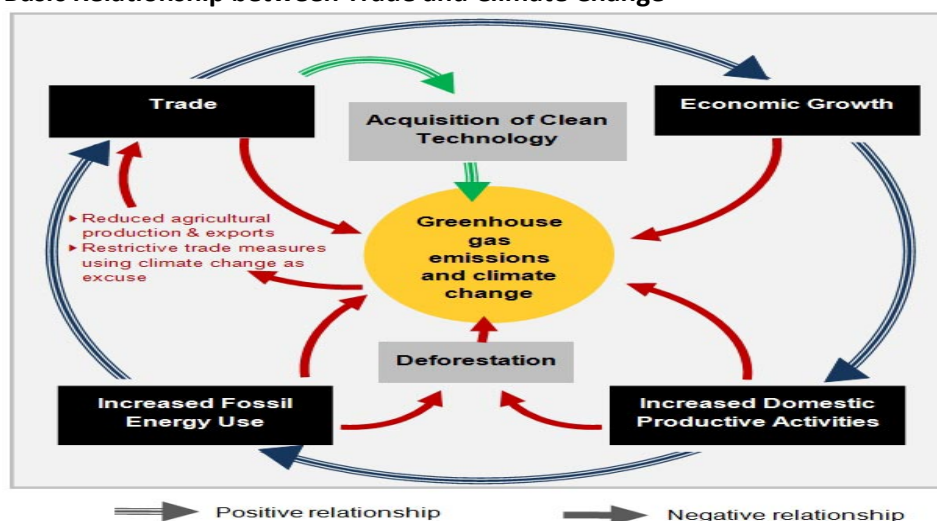 Basic Relationship between Trade and Climate Change
Trade
Economic Growth
Acquisition of Clean
Technology
▸ Reduced agricultural
production & exports
▸ Restrictive trade measures
using climate change as
excuse
Greenhouse
gas
emissions
and climate
change
Deforestation
Increased Fossil
Energy Use
Increased Domestic
Productive Activities
Positive relationship
Negative relationship